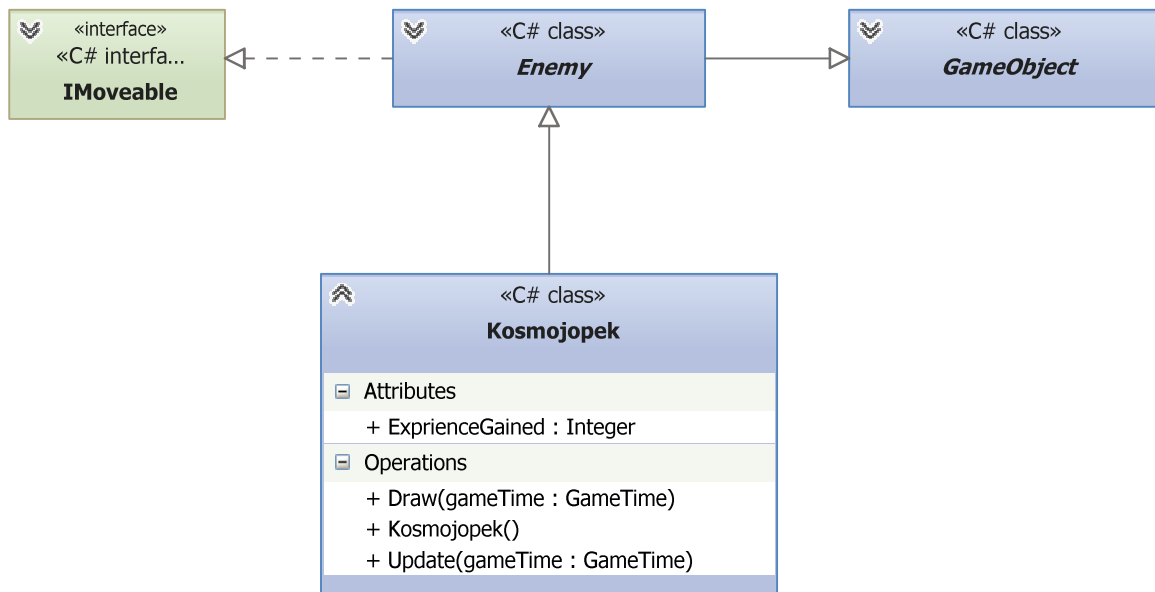 «interface»
«C# interfa...
IMoveable
«C# class»
Enemy
«C# class»
GameObject
«C# class»
Kosmojopek
Attributes
+ ExprienceGained : Integer
Operations
+ Draw(gameTime : GameTime)
+ Kosmojopek()
+ Update(gameTime : GameTime)